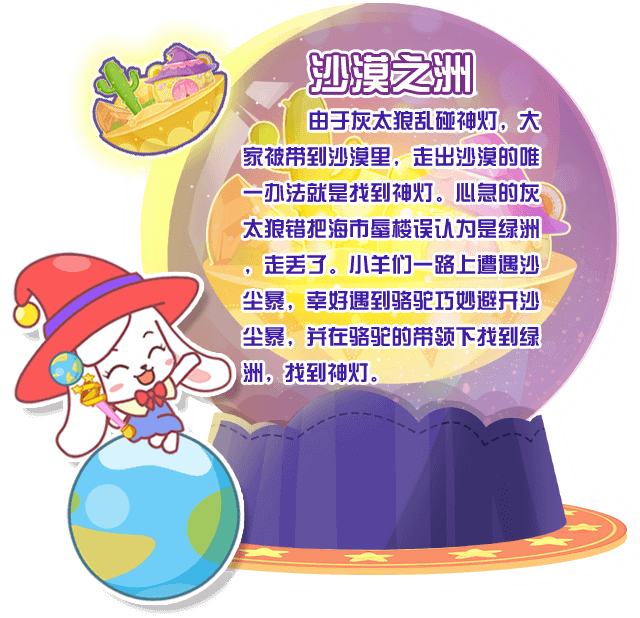 沙漠之洲
由于灰太狼乱碰神灯，大
家被带到沙漠里，走出沙漠的唯
一办法就是找到神灯。心急的灰
太狼错把海市蜃楼误认为是绿洲
，走丢了。小羊们一路上遭遇沙
尘暴，幸好遇到骆驼巧妙避开沙
尘暴，并在骆驼的带领下找到绿
洲，找到神灯。